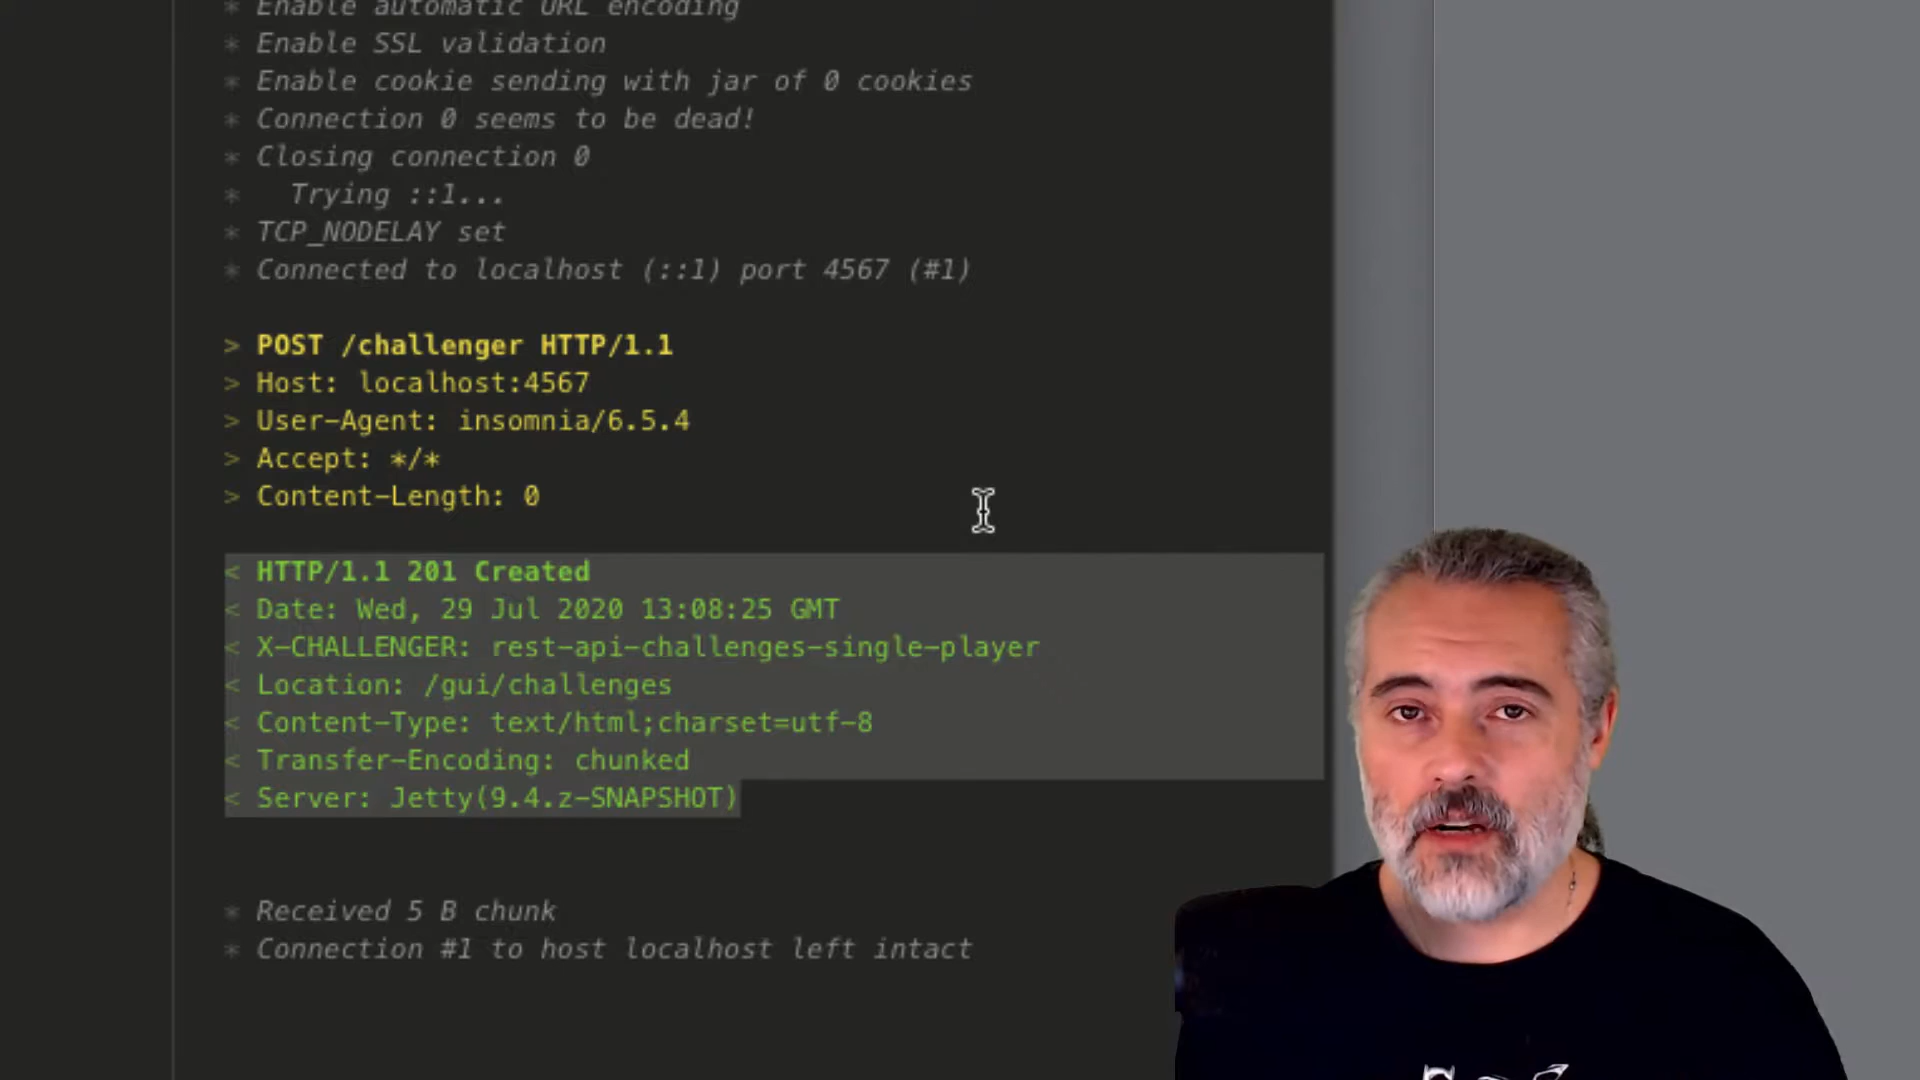 * Enable automatic URL encoding
* Enable SSL validation
* Enable cookie sending with jar of 0 cookies
* Connection 0 seems to be dead!
* Closing connection 0
*   Trying ::1...
* TCP_NODELAY set
* Connected to localhost (::1) port 4567 (#1)
> POST /challenger HTTP/1.1
> Host: localhost:4567
> User-Agent: insomnia/6.5.4
> Accept: */*
> Content-Length: 0
< HTTP/1.1 201 Created
< Date: Wed, 29 Jul 2020 13:08:25 GMT
< X-CHALLENGER: rest-api-challenges-single-player
< Location: /gui/challenges
< Content-Type: text/html;charset=utf-8
< Transfer-Encoding: chunked
< Server: Jetty(9.4.z-SNAPSHOT)
* Received 5 B chunk
* Connection #1 to host localhost left intact